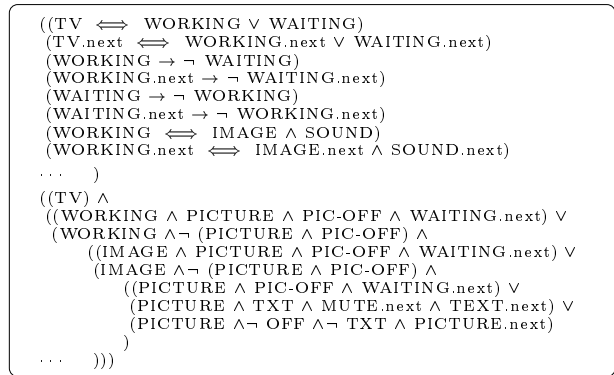 ((TV ⟺ WORKING ∨ WAITING)
(TV.next ⟺ WORKING.next ∨ WAITING.next)
(WORKING → ¬ WAITING)
(WORKING.next → ¬ WAITING.next)
(WAITING → ¬ WORKING)
(WAITING.next → ¬ WORKING.next)
(WORKING ⟺ IMAGE ∧ SOUND)
(WORKING.next ⟺ IMAGE.next ∧ SOUND.next)
... )
((TV) ∧
((WORKING ∧ PICTURE ∧ PIC-OFF ∧ WAITING.next) ∨
(WORKING ∧¬ (PICTURE ∧ PIC-OFF) ∧
((IMAGE ∧ PICTURE ∧ PIC-OFF ∧ WAITING.next) ∨
(IMAGE ∧¬ (PICTURE ∧ PIC-OFF) ∧
((PICTURE ∧ PIC-OFF ∧ WAITING.next) ∨
(PICTURE ∧ TXT ∧ MUTE.next ∧ TEXT.next) ∨
(PICTURE ∧¬ OFF ∧¬ TXT ∧ PICTURE.next)
)
... )))